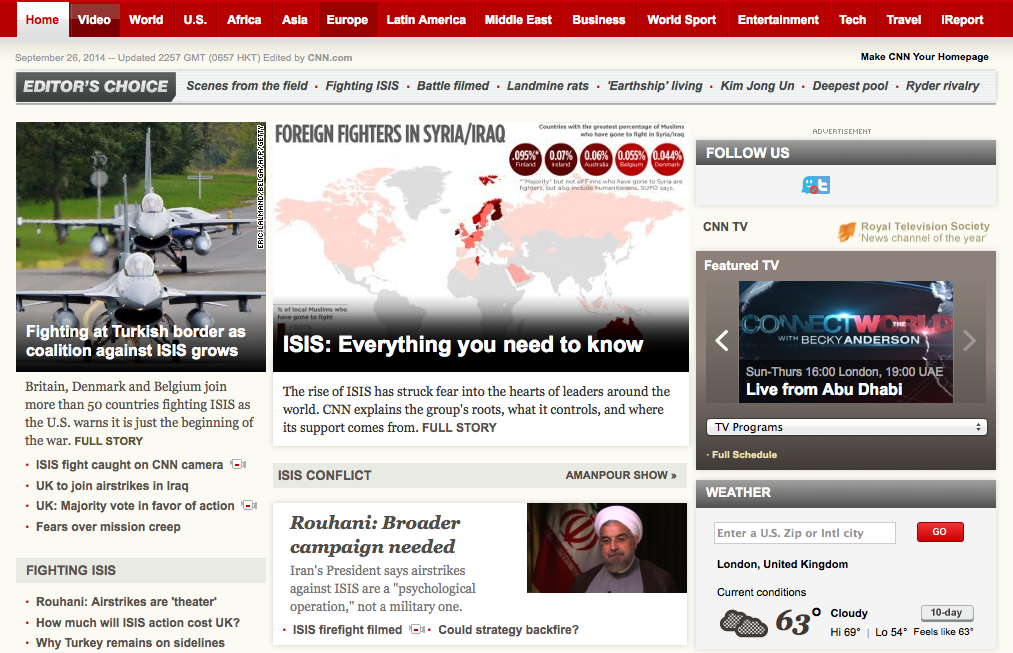 Home Video World U.S. Africa Asia Europe Latin America Middle East Business World Sport Entertainment Tech Travel iReport
September 26, 2014 -- Updated 2257 GMT (0657 HKT) Edited by CNN.com
Make CNN Your Homepage
EDITOR'S CHOICE
Scenes from the field • Fighting ISIS • Battle filmed • Landmine rats • 'Earthship' living • Kim Jong Un • Deepest pool • Ryder rivalry
ERIC LALMAND/BELGA/AFP/GETTY
Fighting at Turkish border as
coalition against ISIS grows
Britain, Denmark and Belgium join
more than 50 countries fighting ISIS as
the U.S. warns it is just the beginning of
the war. FULL STORY
• ISIS fight caught on CNN camera
• UK to join airstrikes in Iraq
• UK: Majority vote in favor of action
• Fears over mission creep
FIGHTING ISIS
• Rouhani: Airstrikes are 'theater'
• How much will ISIS action cost UK?
• Why Turkey remains on sidelines
FOREIGN FIGHTERS IN SYRIA/IRAQ
Countries with the greatest percentage of Muslims
who have gone to fight in Syria/Iraq
.095%* 0.07% 0.06% 0.055% 0.044%
Finland Ireland Australia Belgium Denmark
*"Majority" but not all Finns who have gone to Syria are
fighters, but also include humanitarians, SUPO says.
% of local Muslims who
have gone to fight
ISIS: Everything you need to know
The rise of ISIS has struck fear into the hearts of leaders around the
world. CNN explains the group's roots, what it controls, and where
its support comes from. FULL STORY
ISIS CONFLICT
AMANPOUR SHOW »
Rouhani: Broader
campaign needed
Iran's President says airstrikes
against ISIS are a "psychological
operation," not a military one.
• ISIS firefight filmed • Could strategy backfire?
ADVERTISEMENT
FOLLOW US
CNN TV
Royal Television Society
'News channel of the year'
Featured TV
CONNECT THE WORLD
WITH BECKY ANDERSON
Sun-Thurs 16:00 London, 19:00 UAE
Live from Abu Dhabi
TV Programs
• Full Schedule
WEATHER
Enter a U.S. Zip or Intl city
GO
London, United Kingdom
Current conditions
63° Cloudy
10-day
Hi 69° | Lo 54° Feels like 63°